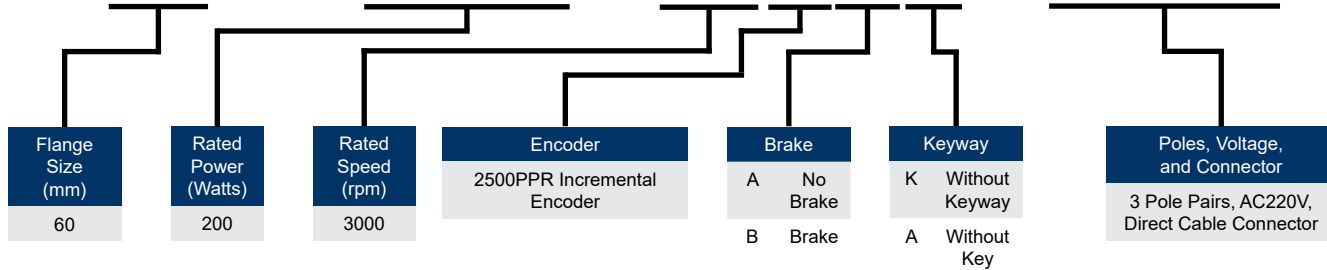 Flange
Size
(mm)
60
Rated
Power
(Watts)
200
Rated
Speed
(rpm)
3000
Encoder
2500PPR Incremental
Encoder
Brake
A No
Brake
B Brake
Keyway
K Without
Keyway
A Without
Key
Poles, Voltage,
and Connector
3 Pole Pairs, AC220V,
Direct Cable Connector